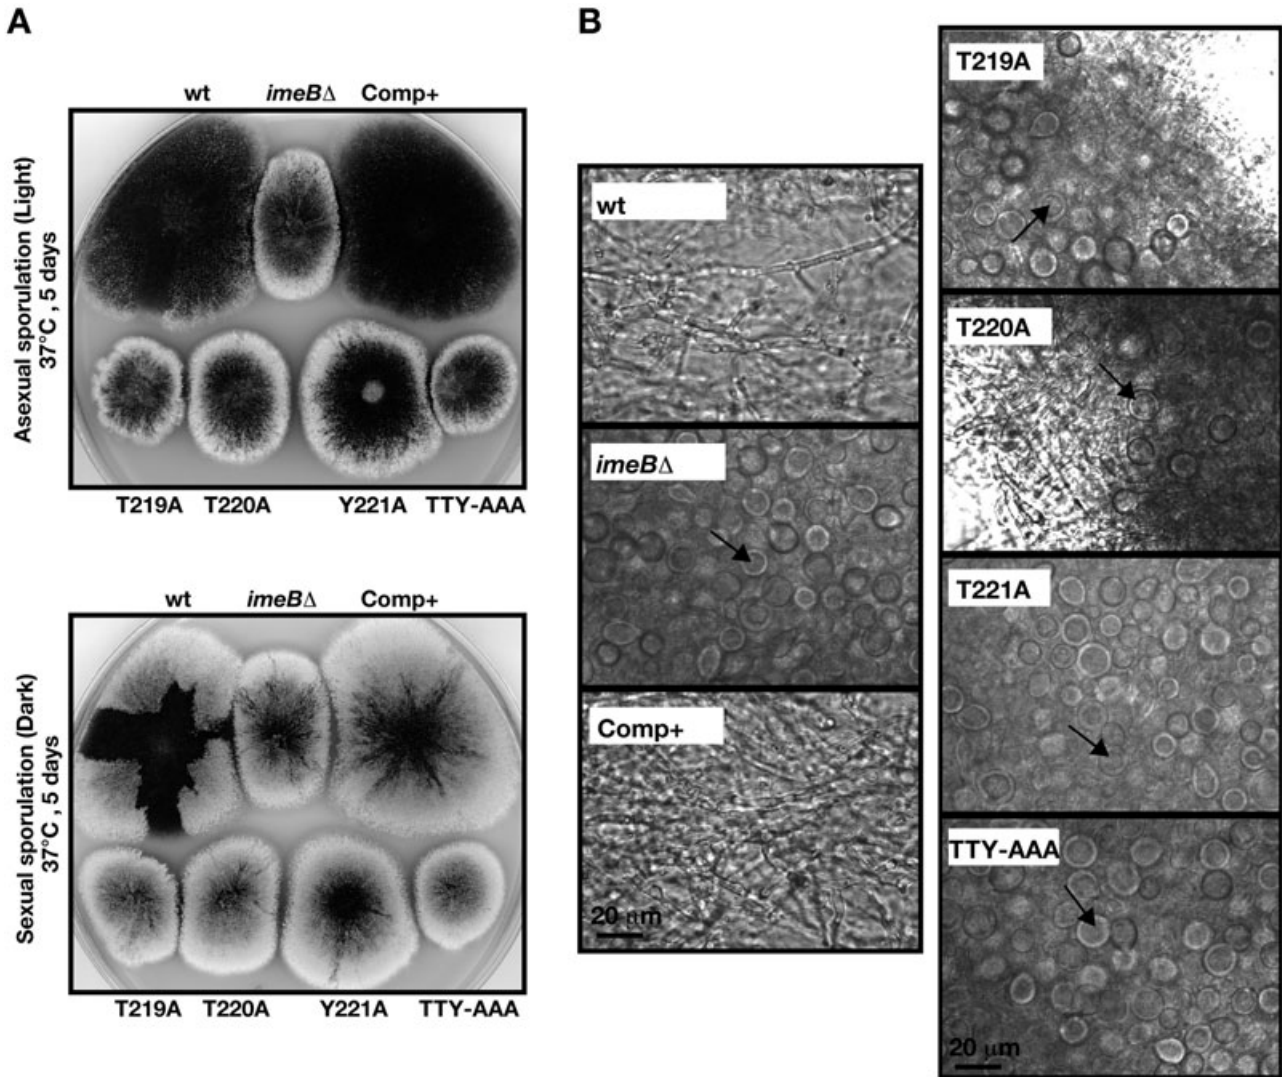 A
wt imeBΔ Comp+
Asexual sporulation (Light)
37°C, 5 days
T219A T220A Y221A TTY-AAA
wt imeBΔ Comp+
Sexual sporulation (Dark)
37°C, 5 days
T219A T220A Y221A TTY-AAA
B
wt
imeBΔ
Comp+
20 μm
T219A
T220A
T221A
TTY-AAA
20 μm